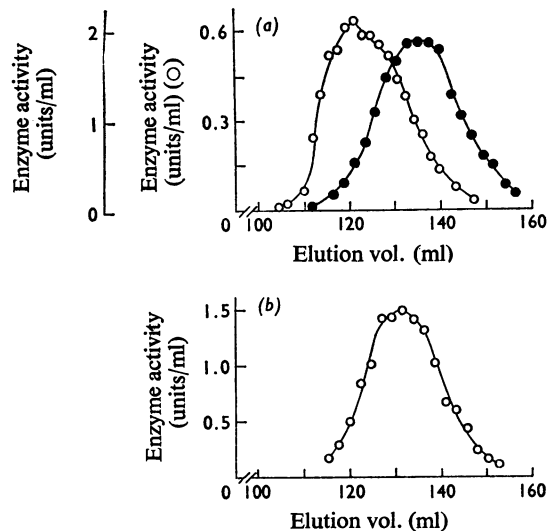 (a)
Enzyme activity
(units/ml)
2
1
0
Enzyme activity
(units/ml) (○)
0.6
0.3
0
100 120 140 160
Elution vol. (ml)
(b)
Enzyme activity
(units/ml)
1.5
1.0
0.5
0
100 120 140 160
Elution vol. (ml)